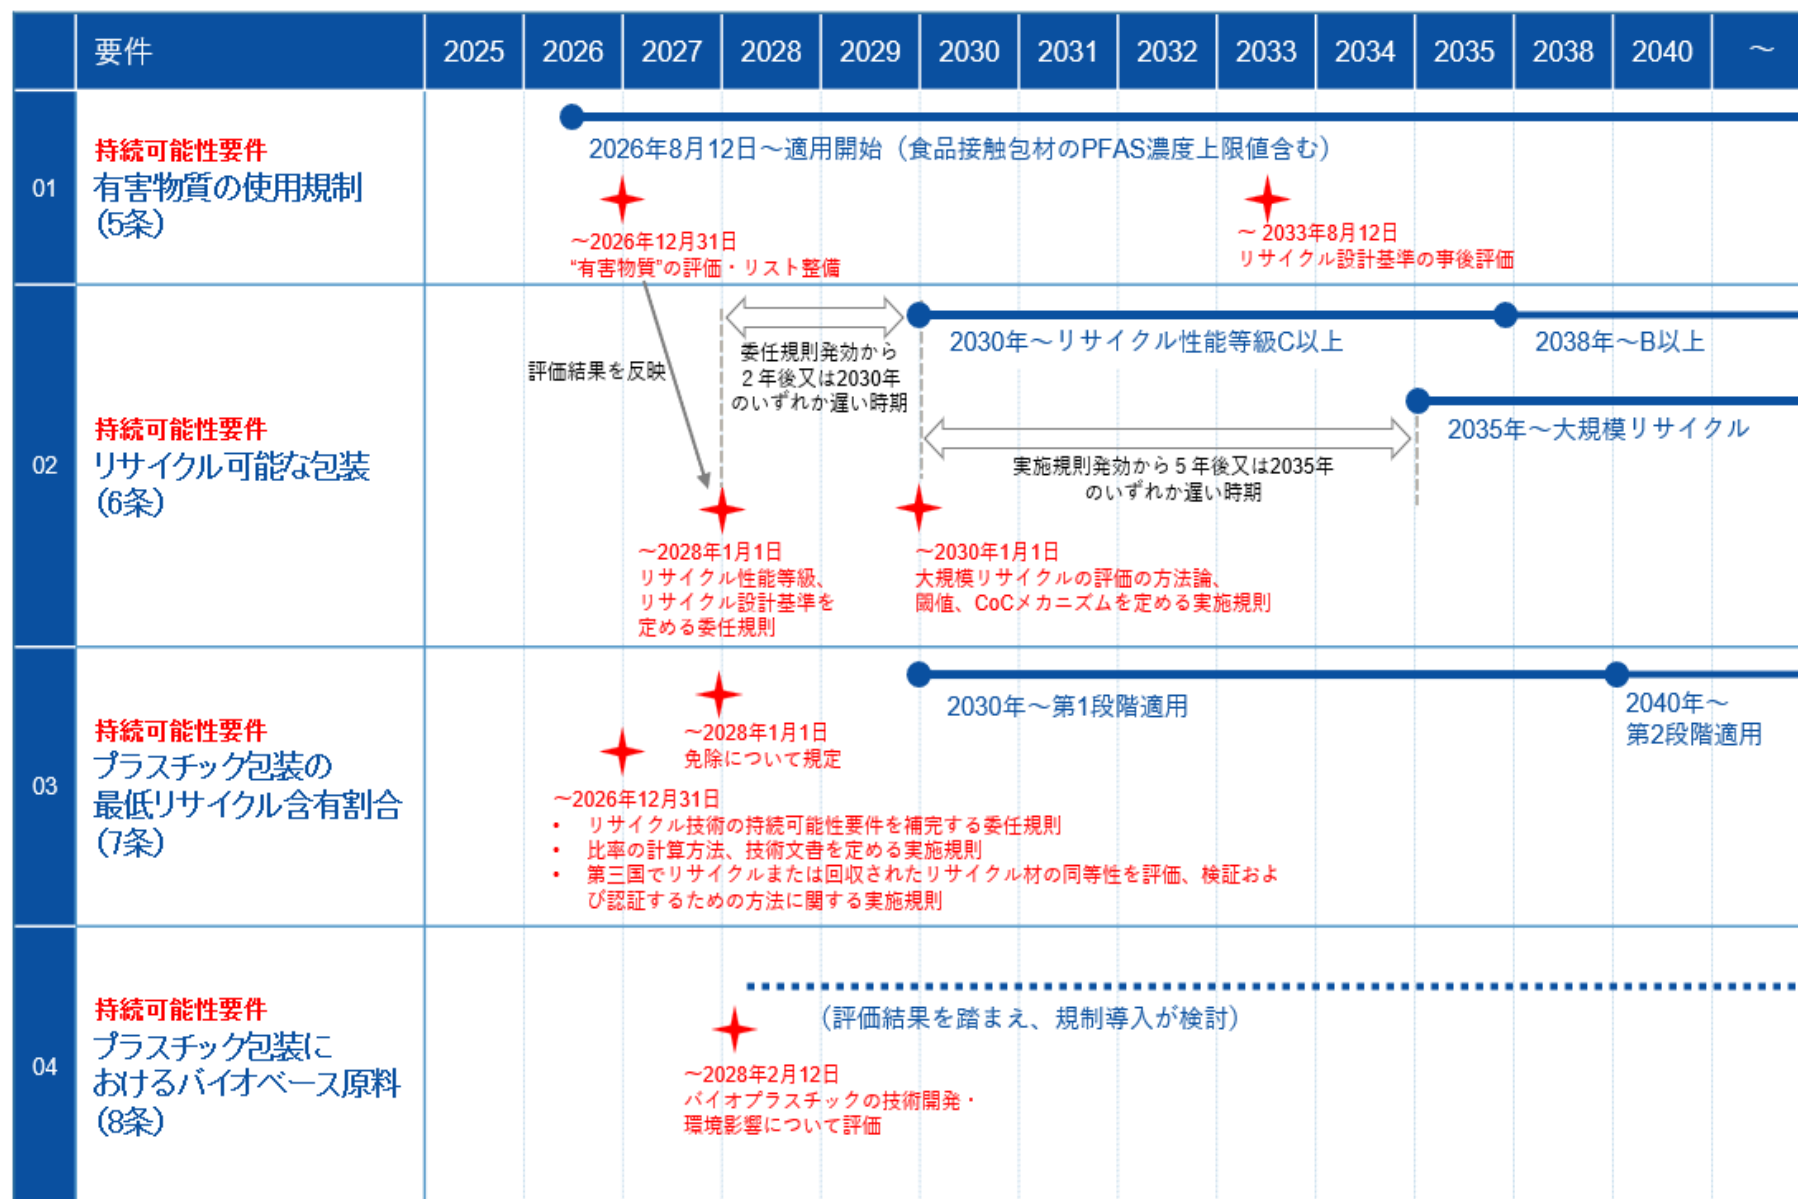 要件
2025
2026
2027
2028
2029
2030
2031
2032
2033
2034
2035
2038
2040
～
01
持続可能性要件
有害物質の使用規制
(5条)
2026年8月12日～適用開始（食品接触包材のPFAS濃度上限値含む）
～2026年12月31日
“有害物質”の評価・リスト整備
～ 2033年8月12日
リサイクル設計基準の事後評価
02
持続可能性要件
リサイクル可能な包装
(6条)
評価結果を反映
委任規則発効から
２年後又は2030年
のいずれか遅い時期
2030年～リサイクル性能等級C以上
2038年～B以上
2035年～大規模リサイクル
実施規則発効から５年後又は2035年
のいずれか遅い時期
～2028年1月1日
リサイクル性能等級、
リサイクル設計基準を
定める委任規則
～2030年1月1日
大規模リサイクルの評価の方法論、
閾値、CoCメカニズムを定める実施規則
03
持続可能性要件
プラスチック包装の
最低リサイクル含有割合
(7条)
2030年～第1段階適用
2040年～
第2段階適用
～2028年1月1日
免除について規定
～2026年12月31日
• リサイクル技術の持続可能性要件を補完する委任規則
• 比率の計算方法、技術文書を定める実施規則
• 第三国でリサイクルまたは回収されたリサイクル材の同等性を評価、検証およ
び認証するための方法に関する実施規則
04
持続可能性要件
プラスチック包装に
おけるバイオベース原料
(8条)
（評価結果を踏まえ、規制導入が検討）
～2028年2月12日
バイオプラスチックの技術開発・
環境影響について評価